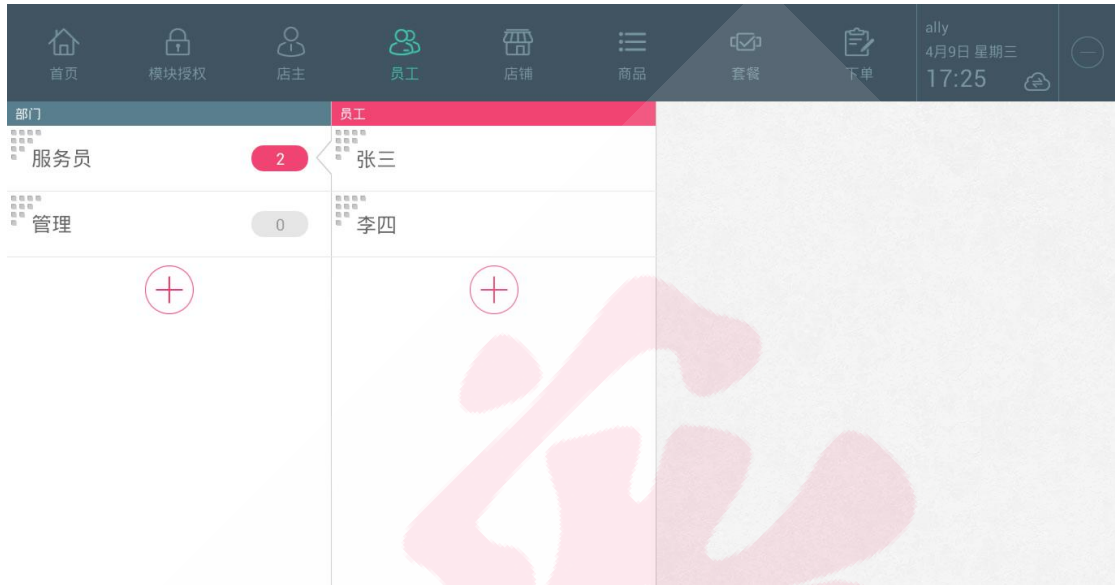 首页
模块授权
店主
员工
店铺
商品
套餐
下单
ally
4月9日 星期三
17:25
部门
员工
服务员 2
张三
管理 0
李四